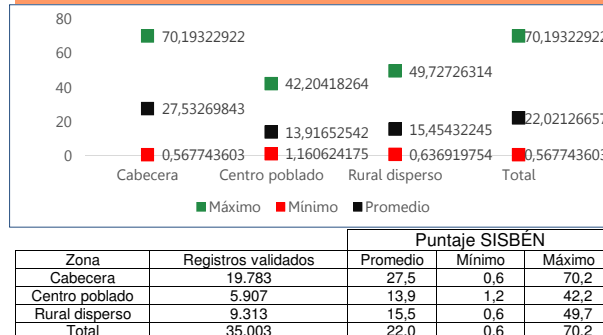 80
70,19322922
70,19322922
60
49,72726314
42,20418264
40
27,53269843
22,02126657
20
13,91652542
15,45432245
0
0,567743603
1,160624175
0,636919754
0,567743603
Cabecera Centro poblado Rural disperso Total
Máximo Mínimo Promedio
Puntaje SISBÉN
Zona Registros validados Promedio Mínimo Máximo
Cabecera 19.783 27,5 0,6 70,2
Centro poblado 5.907 13,9 1,2 42,2
Rural disperso 9.313 15,5 0,6 49,7
Total 35.003 22,0 0,6 70,2